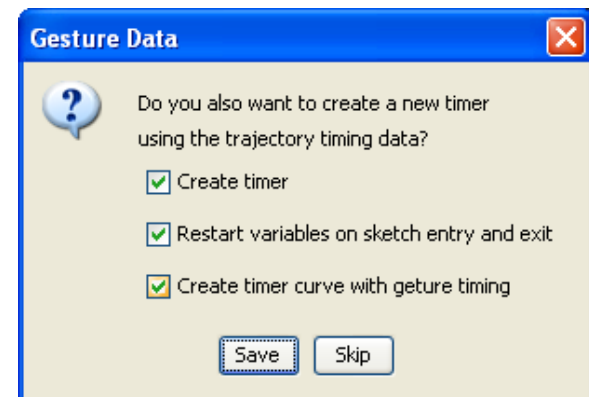 Gesture Data
Do you also want to create a new timer
using the trajectory timing data?
Create timer
Restart variables on sketch entry and exit
Create timer curve with geture timing
Save Skip